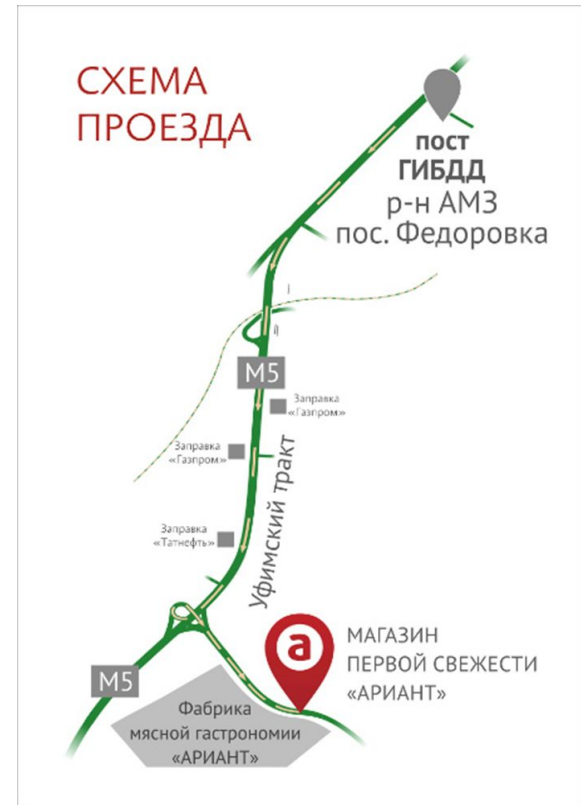 СХЕМА
ПРОЕЗДА
пост
ГИБДД
р-н АМЗ
пос. Федоровка
М5
Заправка
«Газпром»
Заправка
«Газпром»
Уфимский тракт
Заправка
«Татнефть»
а
МАГАЗИН
ПЕРВОЙ СВЕЖЕСТИ
«АРИАНТ»
М5
Фабрика
мясной гастрономии
«АРИАНТ»